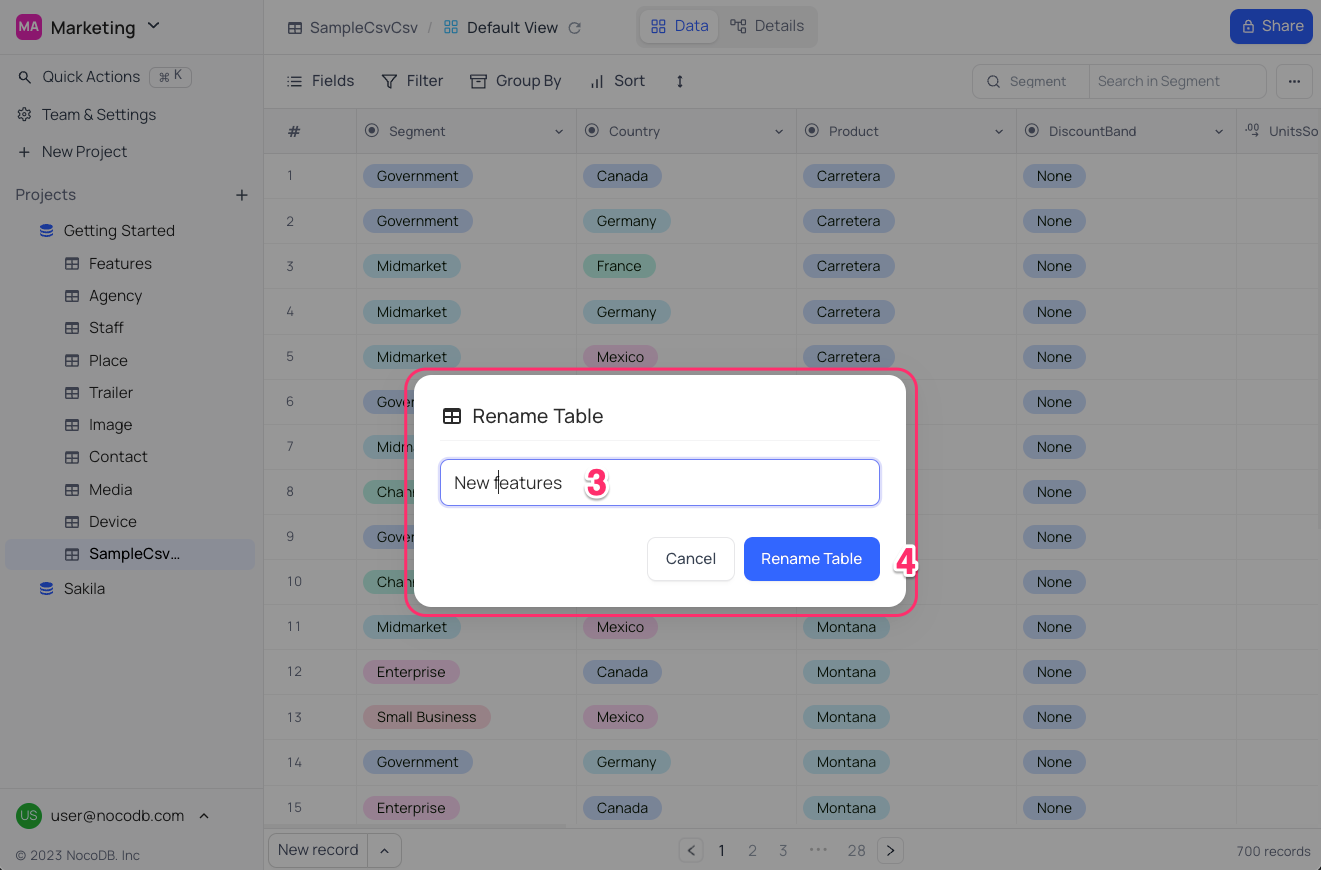 MA Marketing
SampleCsvCsv / Default View
Data Details
Share
Quick Actions ⌘ K
Team & Settings
New Project
Projects
Getting Started
Features
Agency
Staff
Place
Trailer
Image
Contact
Media
Device
SampleCsv...
Sakila
US user@nocodb.com
© 2023 NocoDB. Inc
Fields Filter Group By Sort
Segment Search in Segment
# Segment Country Product DiscountBand .00 UnitsSo
1 Government Canada Carretera None
2 Government Germany Carretera None
3 Midmarket France Carretera None
4 Midmarket Germany Carretera None
5 Midmarket Mexico Carretera None
6 Gover None
7 Midm None
8 Chan None
9 Gover None
10 Chan None
Rename Table
New features 3
Cancel Rename Table 4
11 Midmarket Mexico Montana None
12 Enterprise Canada Montana None
13 Small Business Mexico Montana None
14 Government Germany Montana None
15 Enterprise Canada Montana None
New record
1 2 3 ••• 28
700 records